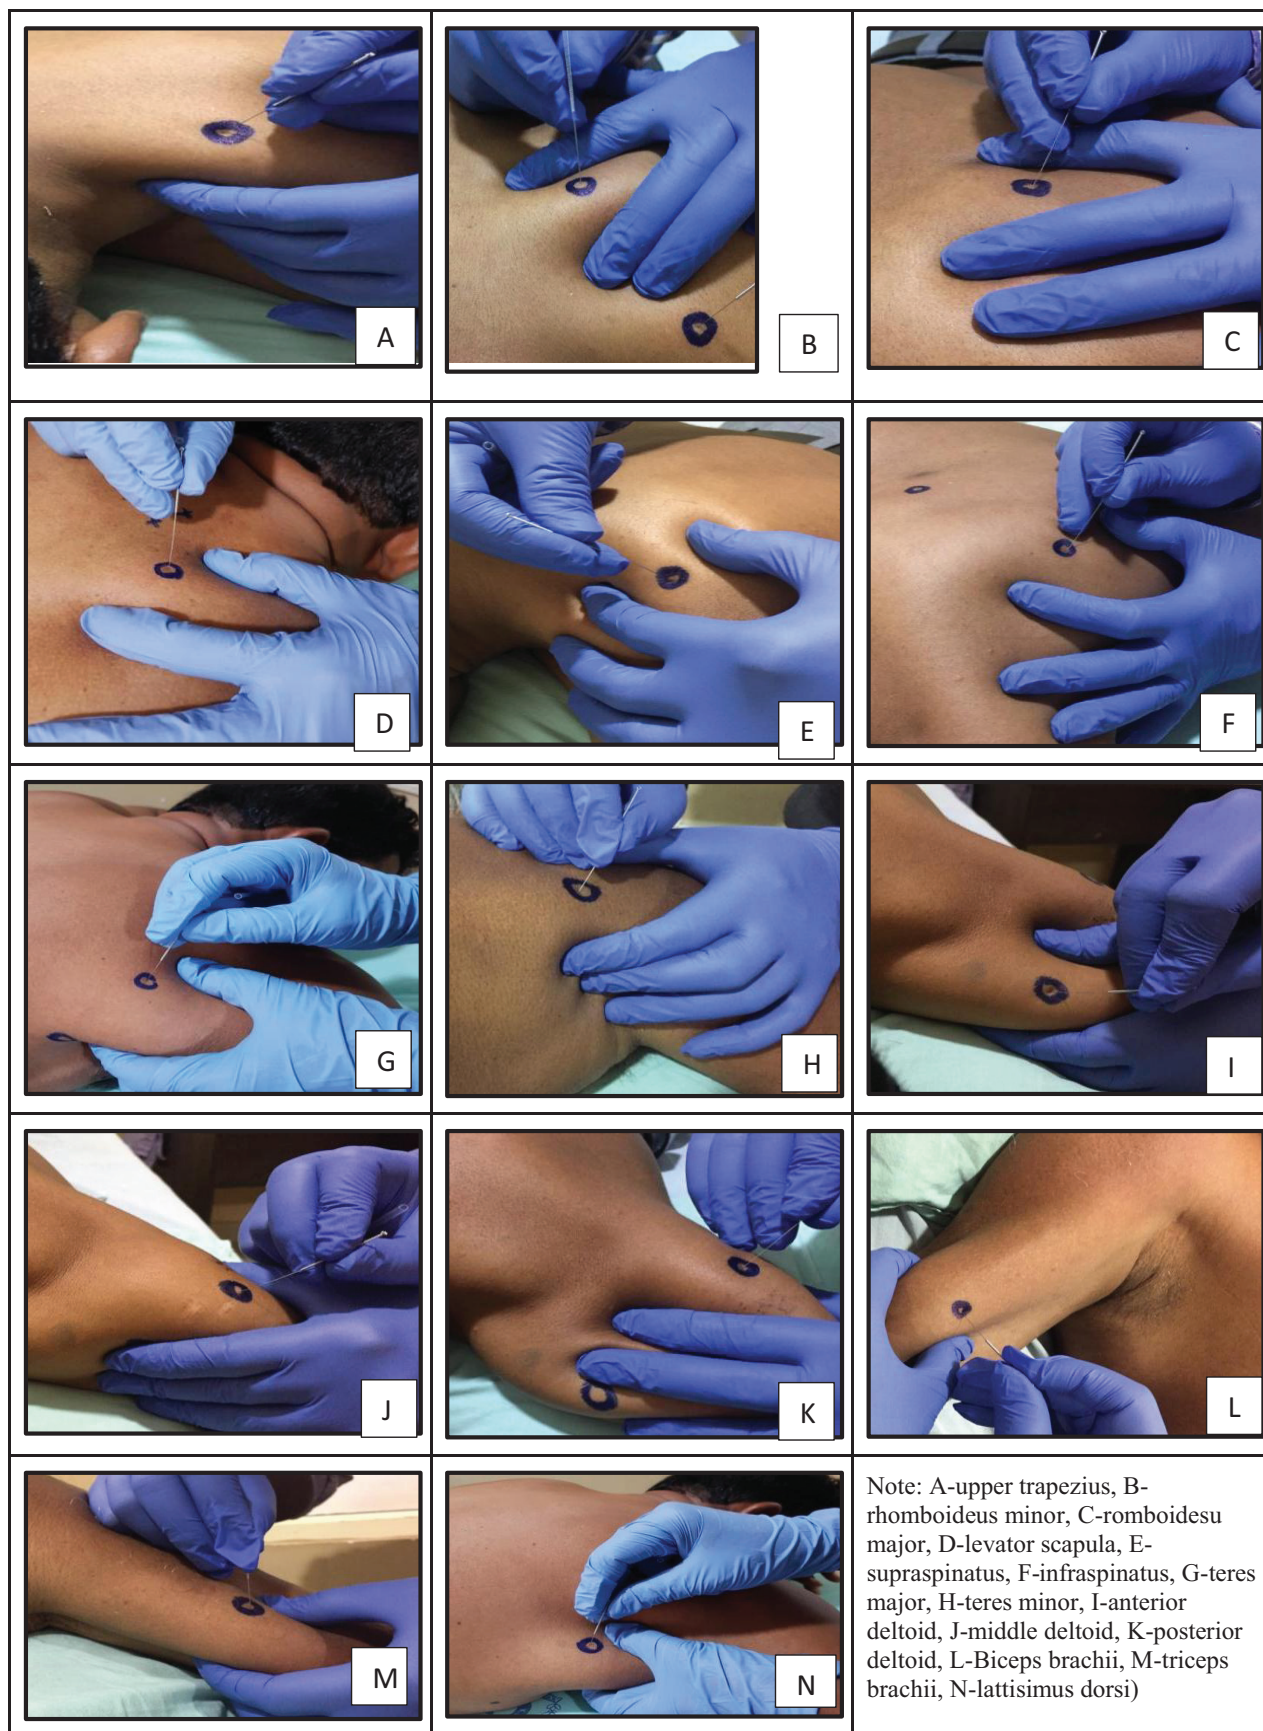 A
B
C
D
E
F
G
H
I
J
K
L
M
N
Note: A-upper trapezius, B-
rhomboideus minor, C-romboidesu
major, D-levator scapula, E-
supraspinatus, F-infraspinatus, G-teres
major, H-teres minor, I-anterior
deltoid, J-middle deltoid, K-posterior
deltoid, L-Biceps brachii, M-triceps
brachii, N-lattisimus dorsi)